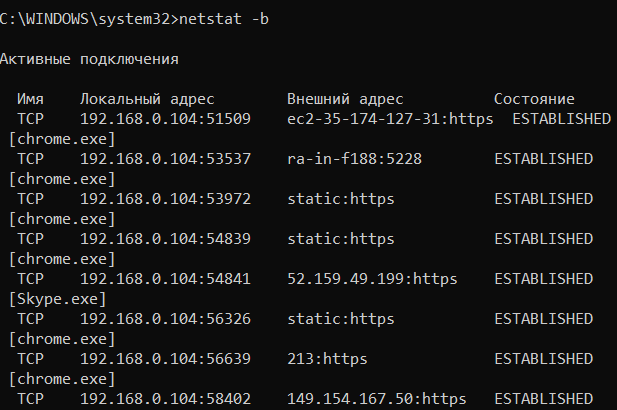 C:\WINDOWS\system32>netstat -b
Активные подключения
Имя Локальный адрес Внешний адрес Состояние
TCP 192.168.0.104:51509 ec2-35-174-127-31:https ESTABLISHED
[chrome.exe]
TCP 192.168.0.104:53537 ra-in-f188:5228 ESTABLISHED
[chrome.exe]
TCP 192.168.0.104:53972 static:https ESTABLISHED
[chrome.exe]
TCP 192.168.0.104:54839 static:https ESTABLISHED
[chrome.exe]
TCP 192.168.0.104:54841 52.159.49.199:https ESTABLISHED
[Skype.exe]
TCP 192.168.0.104:56326 static:https ESTABLISHED
[chrome.exe]
TCP 192.168.0.104:56639 213:https ESTABLISHED
[chrome.exe]
TCP 192.168.0.104:58402 149.154.167.50:https ESTABLISHED